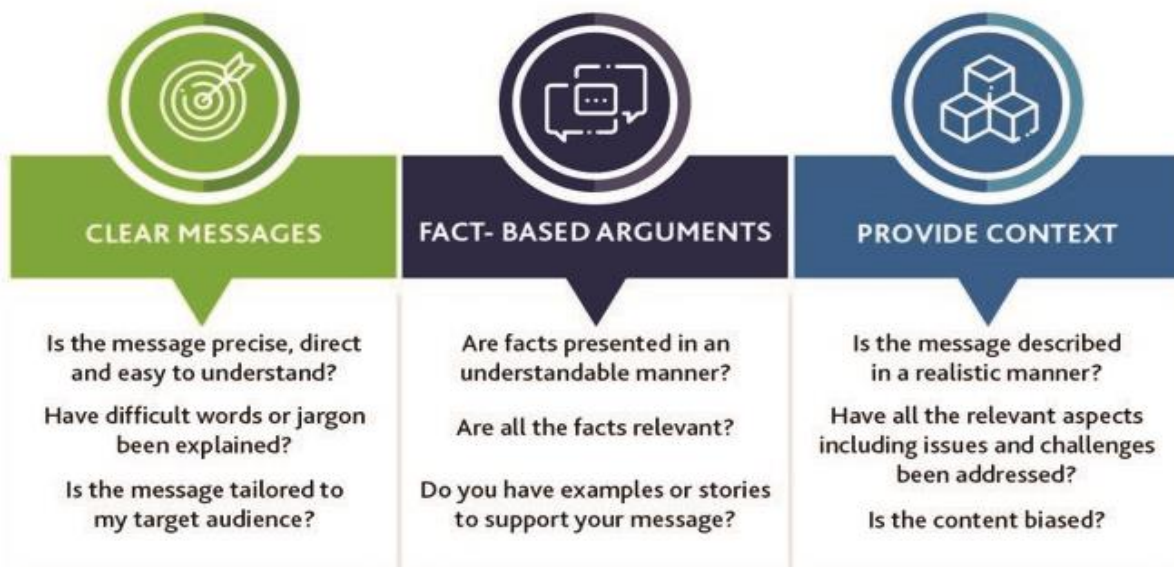 CLEAR MESSAGES
Is the message precise, direct
and easy to understand?
Have difficult words or jargon
been explained?
Is the message tailored to
my target audience?
FACT- BASED ARGUMENTS
Are facts presented in an
understandable manner?
Are all the facts relevant?
Do you have examples or stories
to support your message?
PROVIDE CONTEXT
Is the message described
in a realistic manner?
Have all the relevant aspects
including issues and challenges
been addressed?
Is the content biased?